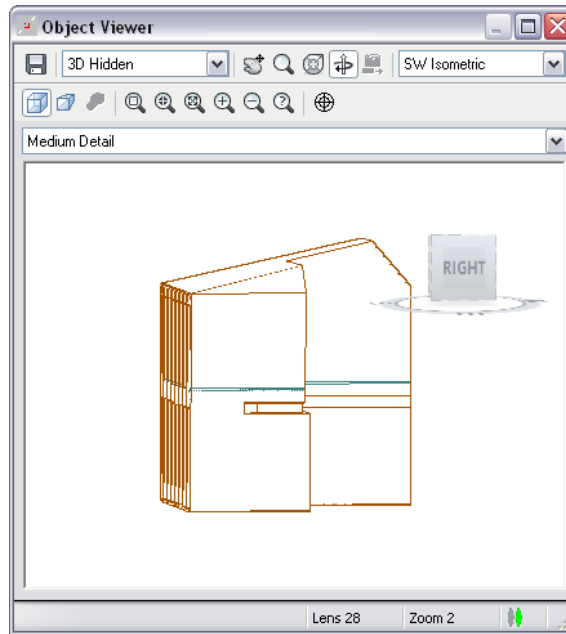 Object Viewer
3D Hidden
SW Isometric
Medium Detail
RIGHT
Lens 28
Zoom 2